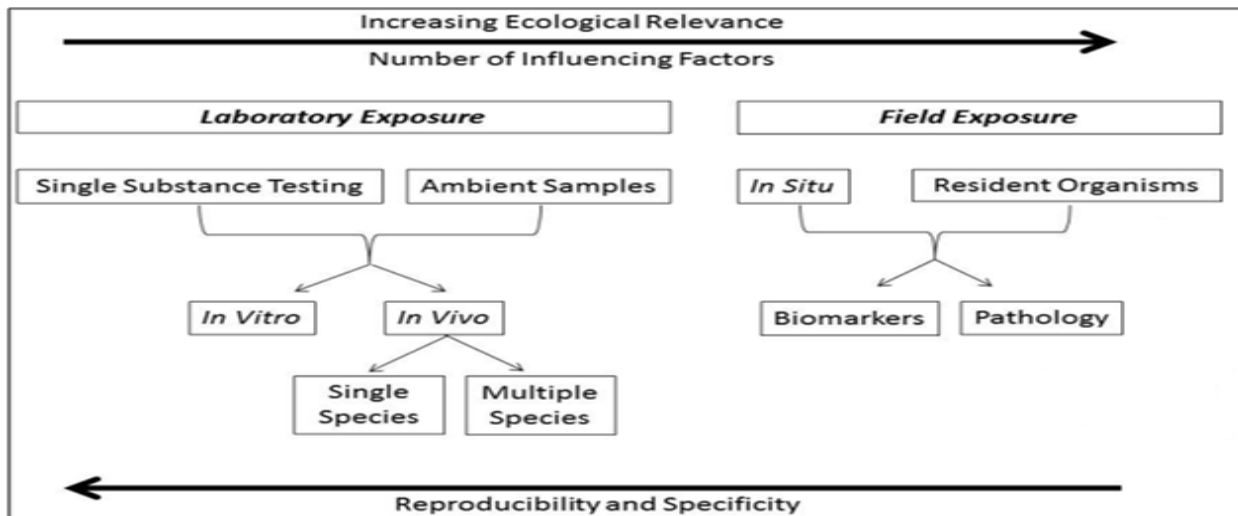 Increasing Ecological Relevance
Number of Influencing Factors
Laboratory Exposure
Field Exposure
Single Substance Testing
Ambient Samples
In Situ
Resident Organisms
In Vitro
In Vivo
Biomarkers
Pathology
Single
Species
Multiple
Species
Reproducibility and Specificity